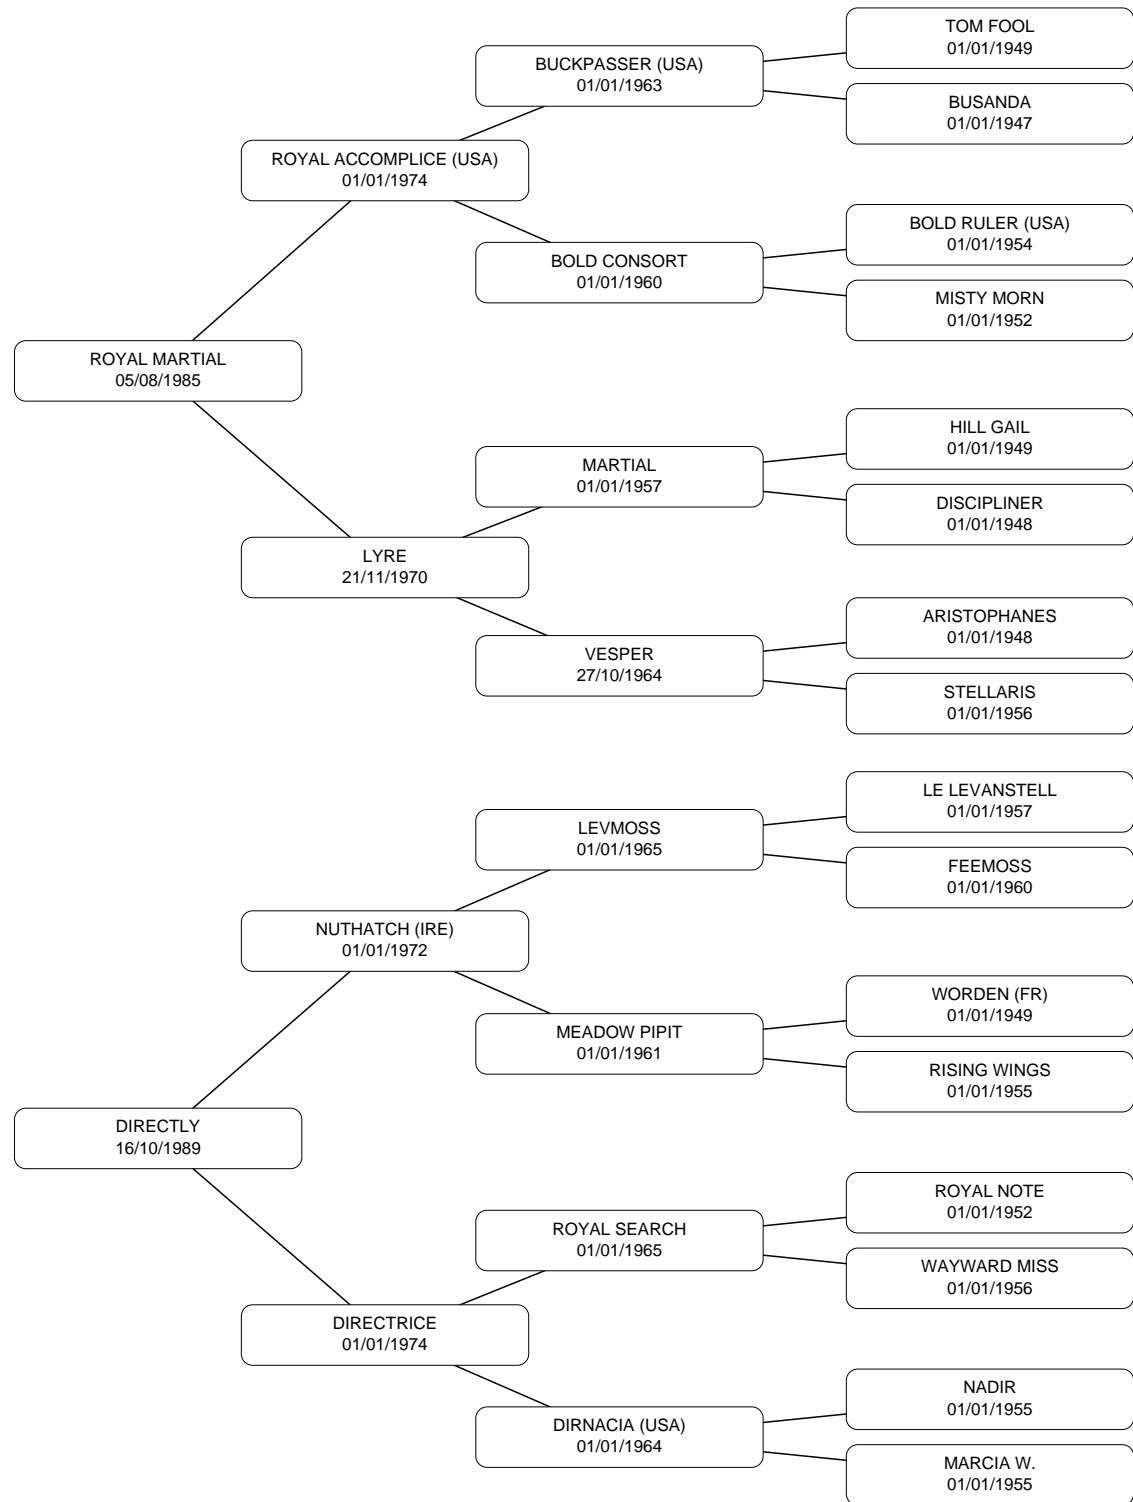 TOM FOOL
01/01/1949
BUCKPASSER (USA)
01/01/1963
BUSANDA
01/01/1947
ROYAL ACCOMPLICE (USA)
01/01/1974
BOLD RULER (USA)
01/01/1954
BOLD CONSORT
01/01/1960
MISTY MORN
01/01/1952
ROYAL MARTIAL
05/08/1985
HILL GAIL
01/01/1949
MARTIAL
01/01/1957
DISCIPLINER
01/01/1948
LYRE
21/11/1970
ARISTOPHANES
01/01/1948
VESPER
27/10/1964
STELLARIS
01/01/1956
LE LEVANSTELL
01/01/1957
LEVMOSS
01/01/1965
FEEMOSS
01/01/1960
NUTHATCH (IRE)
01/01/1972
WORDEN (FR)
01/01/1949
MEADOW PIPIT
01/01/1961
RISING WINGS
01/01/1955
DIRECTLY
16/10/1989
ROYAL NOTE
01/01/1952
ROYAL SEARCH
01/01/1965
WAYWARD MISS
01/01/1956
DIRECTRICE
01/01/1974
NADIR
01/01/1955
DIRNACIA (USA)
01/01/1964
MARCIA W.
01/01/1955